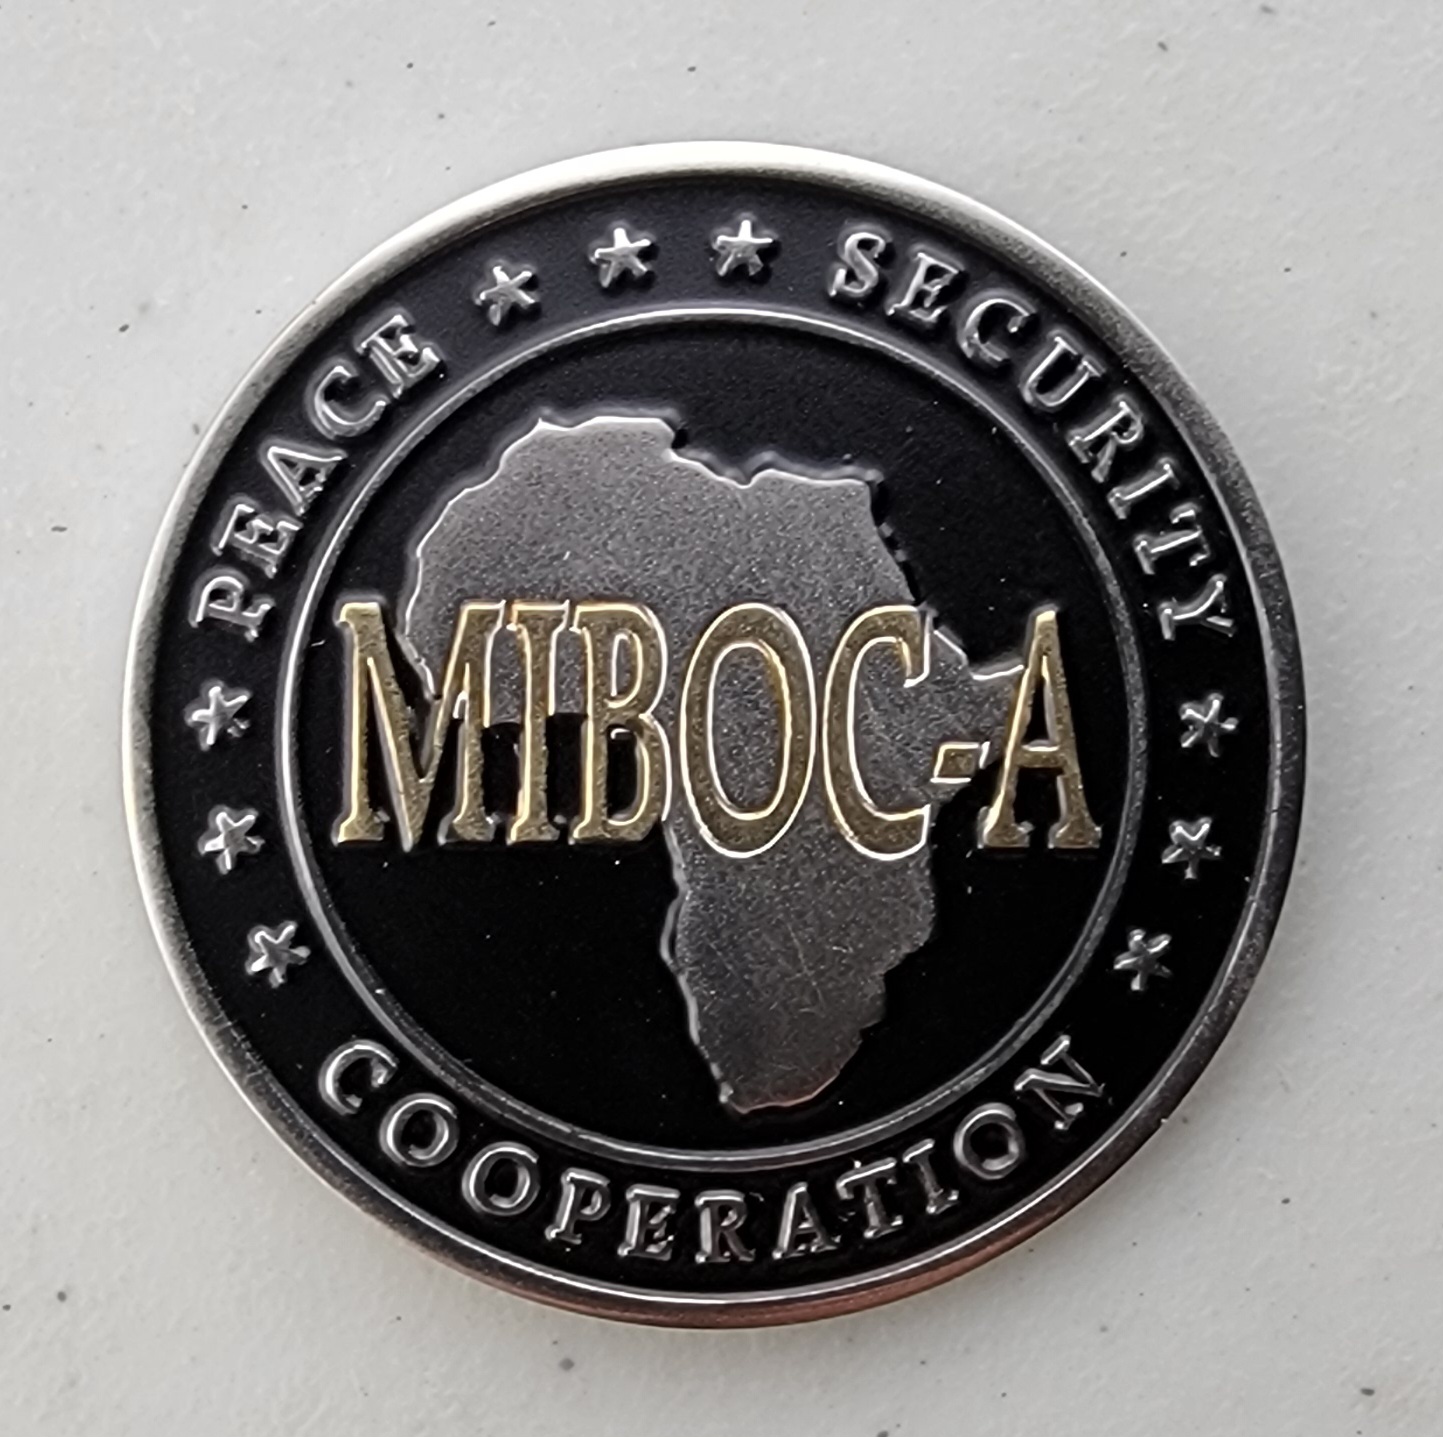 PEACE
SECURITY
MIBOC-A
COOPERATION